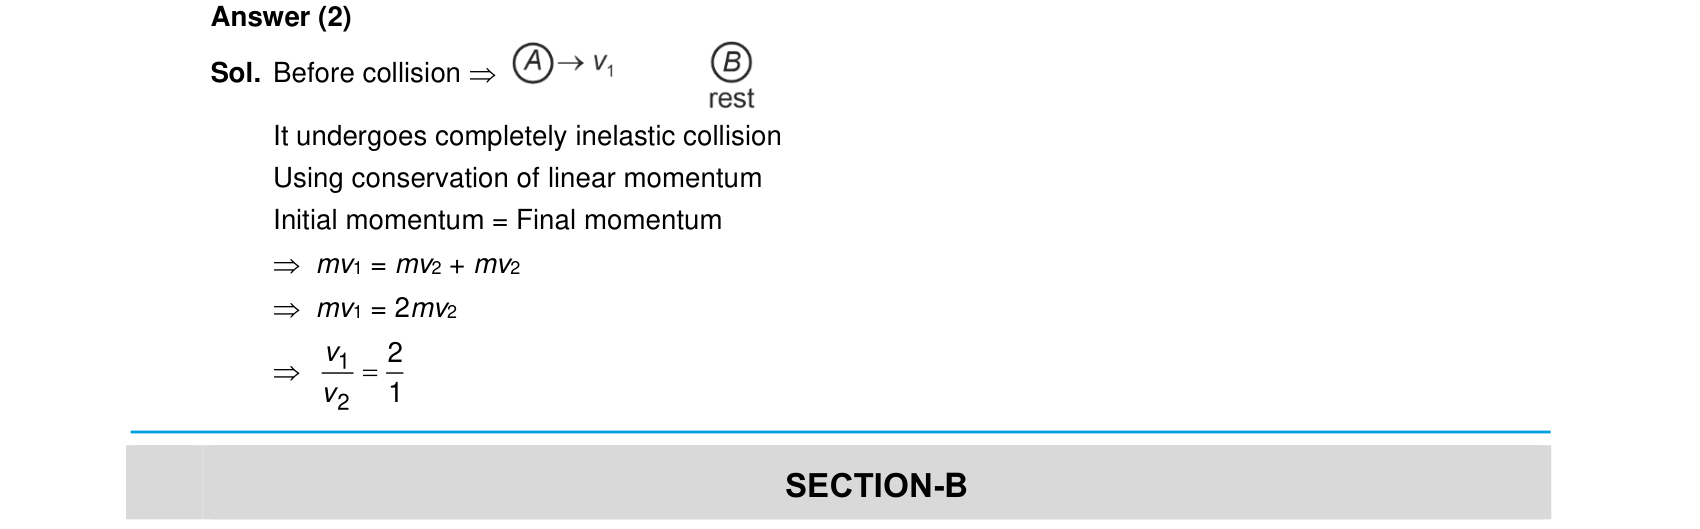 Answer (2)
Sol. Before collision ⇒ A → v₁ B
rest
It undergoes completely inelastic collision
Using conservation of linear momentum
Initial momentum = Final momentum
⇒ mv₁ = mv₂ + mv₂
⇒ mv₁ = 2mv₂
⇒ v₁/v₂ = 2/1
SECTION-B